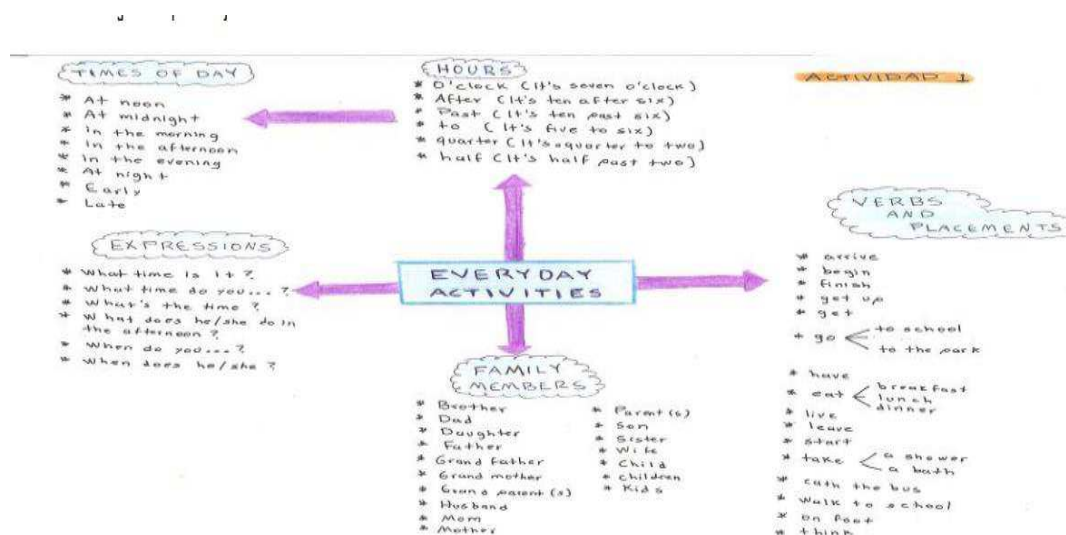 TIMES OF DAY
* At noon
* At midnight
* in the morning
* in the afternoon
* in the evening
* At night
* Early
* Late
HOURS
* O'clock (It's seven o'clock)
* After (It's ten after six)
* Past (It's ten past six)
* to (It's five to six)
* quarter (It's a quarter to two)
* half (It's half past two)
ACTIVIDAD 1
EXPRESSIONS
* What time is it?
* What time do you...?
* What's the time?
* What does he/she do in
the afternoon?
* When do you...?
* When does he/she?
EVERYDAY
ACTIVITIES
FAMILY
MEMBERS
* Brother
* Dad
* Daughter
* Father
* Grand father
* Grand mother
* Grand parent(s)
* Husband
* Mom
* Mother
* Parent(s)
* Son
* Sister
* Wife
* Child
* children
* Kids
VERBS
AND
PLACEMENTS
* arrive
* begin
* finish
* get up
* get
* go
to school
to the park
* have
* eat
breakfast
lunch
dinner
* live
* leave
* start
* take
a shower
a bath
* cath the bus
* walk to school
* on foot
* think